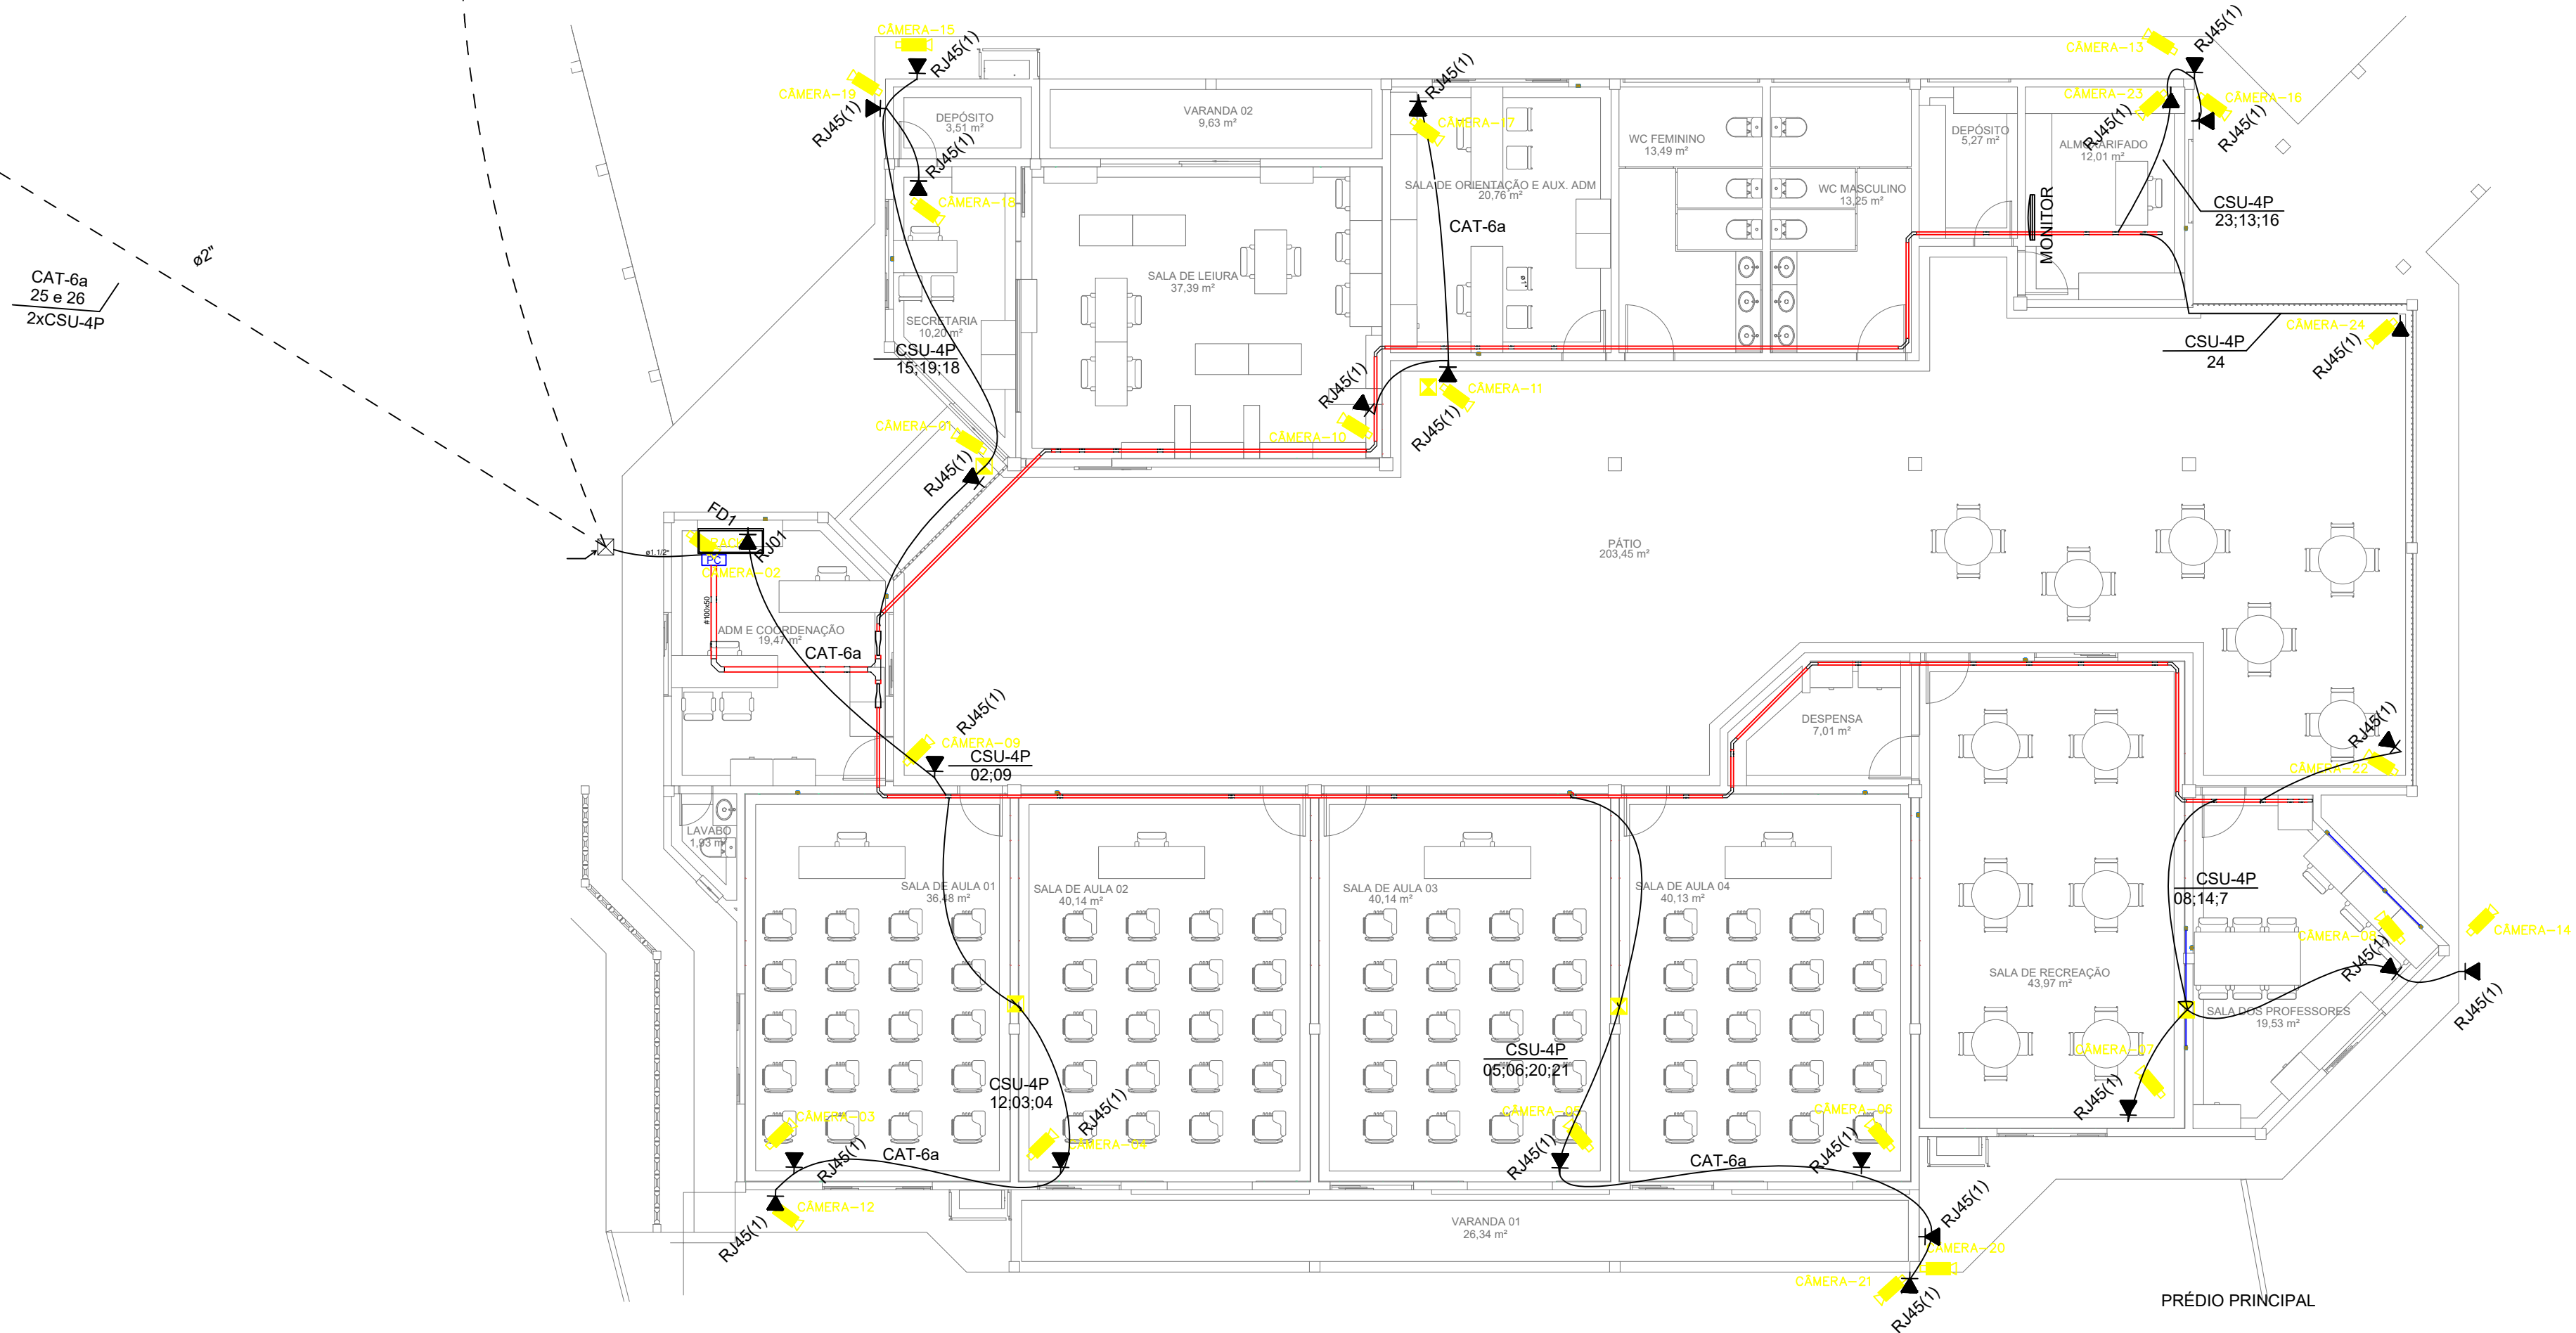 CÂMERA-15
RJ45(1)
CÂMERA-19
RJ45(1)
DEPÓSITO
3,51 m²
RJ45(1)
CÂMERA-18
VARANDA 02
9,63 m²
RJ45(1)
CÂMERA-17
SALA DE ORIENTAÇÃO E AUX. ADM
20,76 m²
CAT-6a
WC FEMININO
13,49 m²
WC MASCULINO
13,25 m²
DEPÓSITO
5,27 m²
CÂMERA-13
RJ45(1)
CÂMERA-23
CÂMERA-16
RJ45(1)
RJ45(1)
ALMOXARIFADO
12,01 m²
MONITOR
CSU-4P
23;13;16
CÂMERA-24
RJ45(1)
CSU-4P
24
ø2"
CAT-6a
25 e 26
2xCSU-4P
SALA DE LEIURA
37,39 m²
SECRETARIA
10,20 m²
CSU-4P
15;19;18
RJ45(1)
CÂMERA-10
CÂMERA-11
RJ45(1)
CÂMERA-01
RJ45(1)
FD1
RACK
RJ01
ø1.1/2"
PC
CÂMERA-02
#100x50
ADM E COORDENAÇÃO
19,47 m²
CAT-6a
PÁTIO
203,45 m²
RJ45(1)
CÂMERA-09
CSU-4P
02;09
DESPENSA
7,01 m²
RJ45(1)
CÂMERA-22
LAVABO
1,93 m²
SALA DE AULA 01
36,48 m²
SALA DE AULA 02
40,14 m²
SALA DE AULA 03
40,14 m²
SALA DE AULA 04
40,13 m²
CSU-4P
08;14;7
CÂMERA-08
CÂMERA-14
RJ45(1)
RJ45(1)
SALA DE RECREAÇÃO
43,97 m²
SALA DOS PROFESSORES
19,53 m²
CÂMERA-07
RJ45(1)
CSU-4P
12;03;04
CSU-4P
05;06;20;21
CÂMERA-03
RJ45(1)
CAT-6a
RJ45(1)
CÂMERA-04
CÂMERA-05
RJ45(1)
CAT-6a
CÂMERA-06
RJ45(1)
CÂMERA-12
RJ45(1)
VARANDA 01
26,34 m²
RJ45(1)
CÂMERA-20
CÂMERA-21
RJ45(1)
PRÉDIO PRINCIPAL